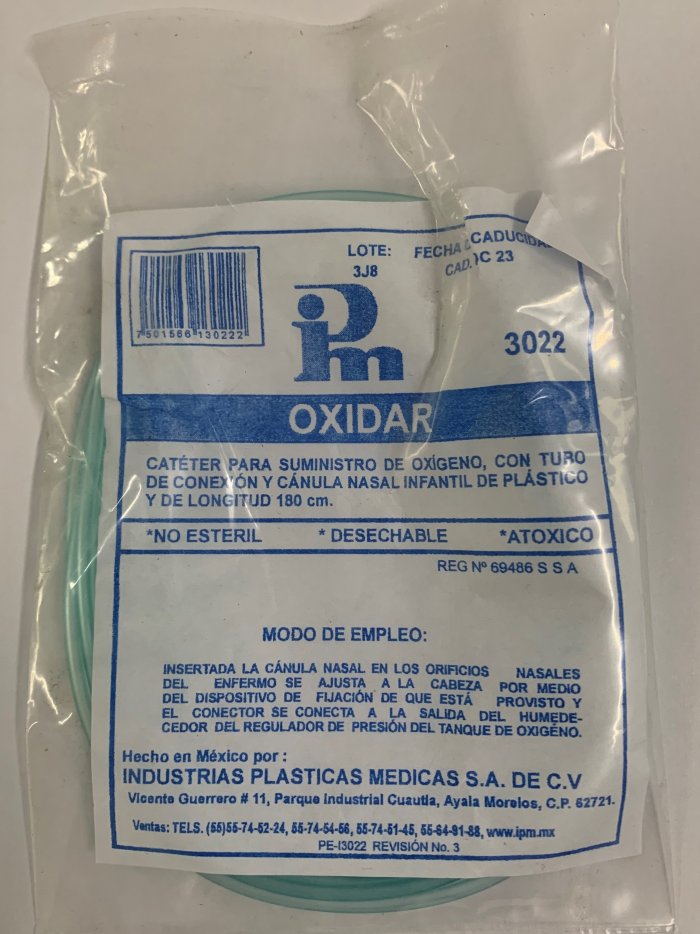 LOTE:
3J8
FECHA CADUCIDA
CAD. C 23
7501566130222
ipm
3022
OXIDAR
CATÉTER PARA SUMINISTRO DE OXÍGENO, CON TUBO
DE CONEXIÓN Y CÁNULA NASAL INFANTIL DE PLÁSTICO
Y DE LONGITUD 180 cm.
*NO ESTERIL * DESECHABLE *ATOXICO
REG Nº 69486 S S A
MODO DE EMPLEO:
INSERTADA LA CÁNULA NASAL EN LOS ORIFICIOS NASALES
DEL ENFERMO SE AJUSTA A LA CABEZA POR MEDIO
DEL DISPOSITIVO DE FIJACIÓN DE QUE ESTÁ PROVISTO Y
EL CONECTOR SE CONECTA A LA SALIDA DEL HUMEDE-
CEDOR DEL REGULADOR DE PRESIÓN DEL TANQUE DE OXIGÉNO.
Hecho en México por :
INDUSTRIAS PLASTICAS MEDICAS S.A. DE C.V
Vicente Guerrero # 11, Parque Industrial Cuautla, Ayala Morelos, C.P. 62721.
Ventas: TELS. (55)55-74-52-24, 55-74-54-56, 55-74-51-45, 55-64-91-88, www.ipm.mx
PE-I3022 REVISIÓN No. 3